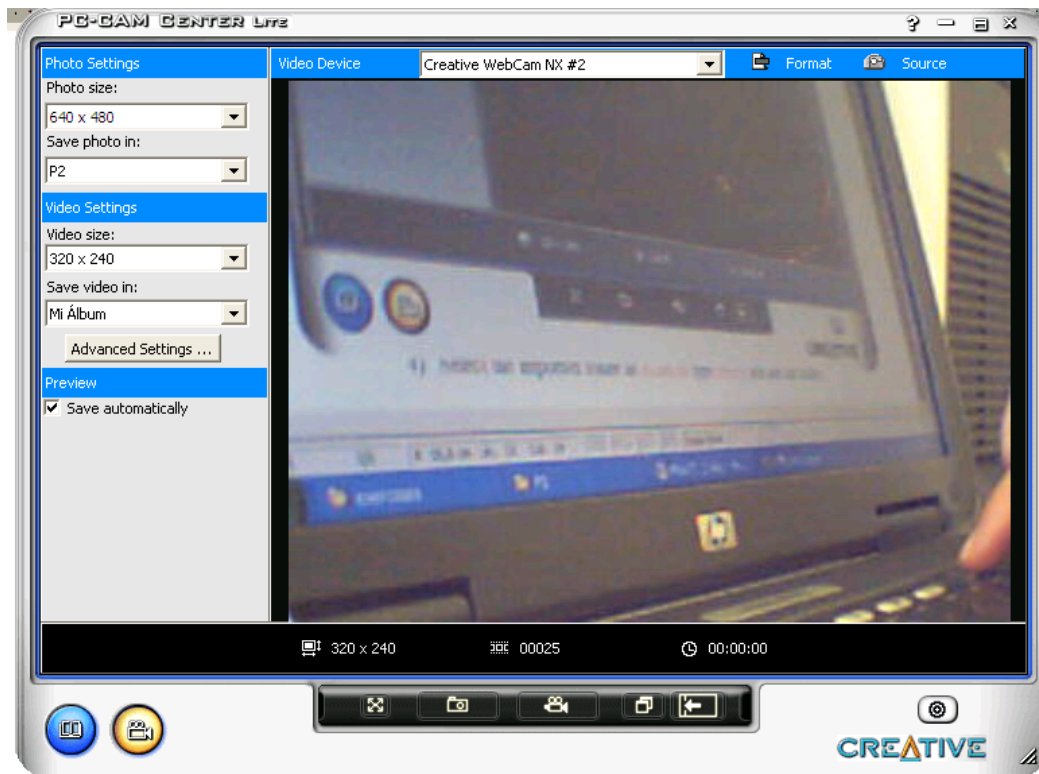 PC-CAM CENTER LITE
Photo Settings
Video Device
Creative WebCam NX #2
Format
Source
Photo size:
640 x 480
Save photo in:
P2
Video Settings
Video size:
320 x 240
Save video in:
Mi Álbum
Advanced Settings ...
Preview
Save automatically
320 x 240
00025
00:00:00
CREATIVE